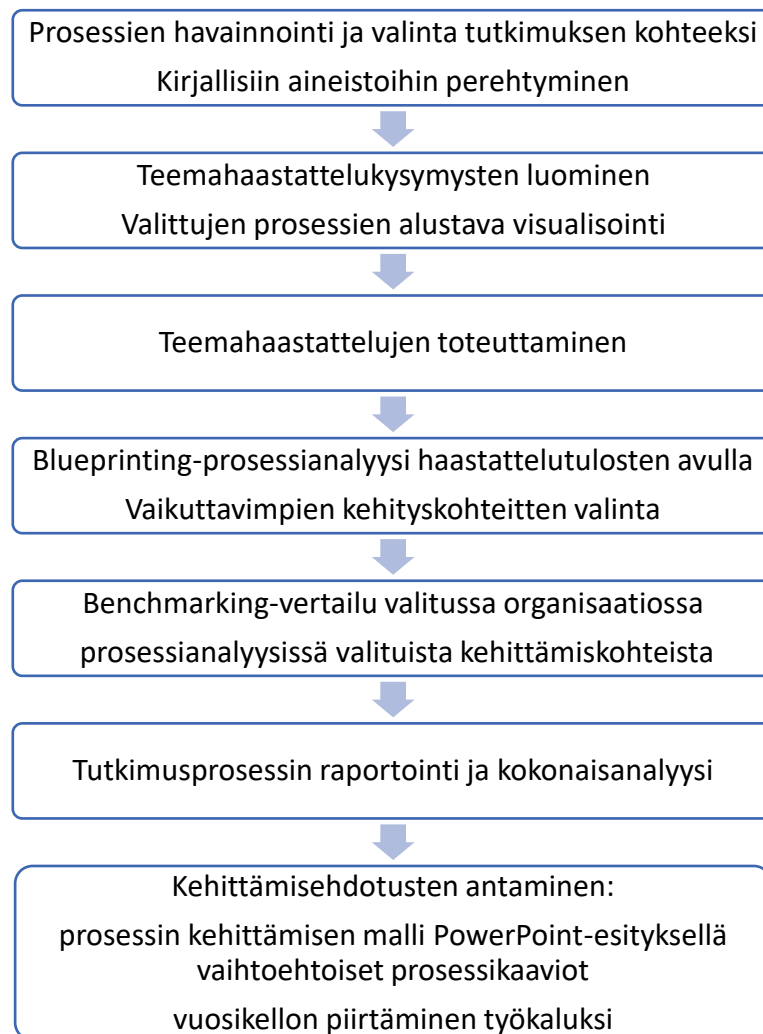 Prosessien havainnointi ja valinta tutkimuksen kohteeksi
Kirjallisiin aineistoihin perehtyminen
Teemahaastattelukysymysten luominen
Valittujen prosessien alustava visualisointi
Teemahaastattelujen toteuttaminen
Blueprinting-prosessianalyysi haastattelutulosten avulla
Vaikuttavimpien kehityskohteitten valinta
Benchmarking-vertailu valitussa organisaatiossa
prosessianalyysissä valituista kehittämiskohteista
Tutkimusprosessin raportointi ja kokonaisanalyysi
Kehittämisehdotusten antaminen:
prosessin kehittämisen malli PowerPoint-esityksellä
vaihtoehtoiset prosessikaaviot
vuosikellon piirtäminen työkaluksi